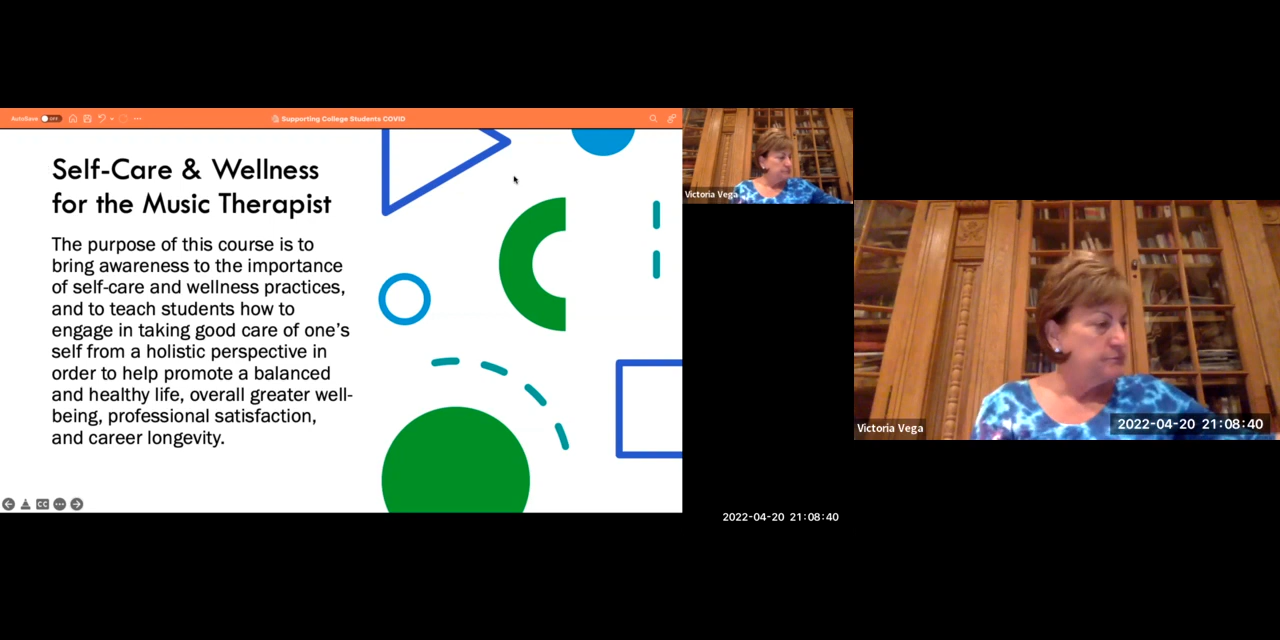 AutoSave OFF
Supporting College Students COVID
Self-Care & Wellness
for the Music Therapist
The purpose of this course is to
bring awareness to the importance
of self-care and wellness practices,
and to teach students how to
engage in taking good care of one's
self from a holistic perspective in
order to help promote a balanced
and healthy life, overall greater well-
being, professional satisfaction,
and career longevity.
CC
Victoria Vega
Victoria Vega
2022-04-20 21:08:40
2022-04-20 21:08:40